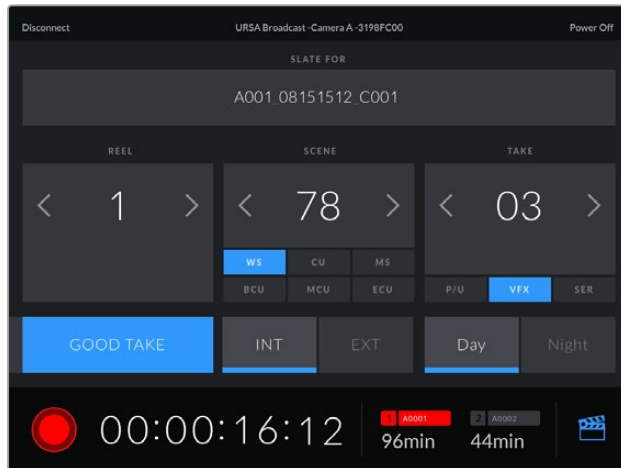 Disconnect URSA Broadcast -Camera A -3198FC00 Power Off
SLATE FOR
A001_08151512_C001
REEL SCENE TAKE
< 1 > < 78 > < 03 >
WS CU MS
BCU MCU ECU P/U VFX SER
GOOD TAKE INT EXT Day Night
00:00:16:12 1 A0001 96min 2 A0002 44min